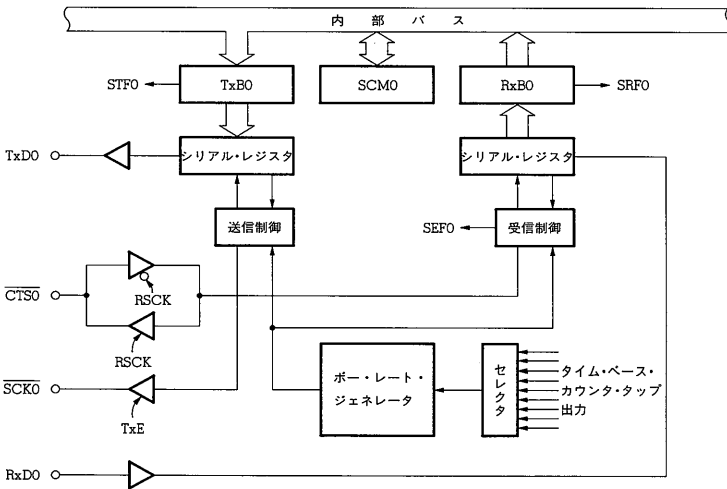 内部バス
STF0
TxB0
SCM0
RxB0
SRF0
TxD0
シリアル・レジスタ
シリアル・レジスタ
送信制御
SEF0
受信制御
CTS0
RSCK
RSCK
SCK0
TxE
ボー・レート・
ジェネレータ
セレクタ
タイム・ベース・
カウンタ・タップ
出力
RxD0